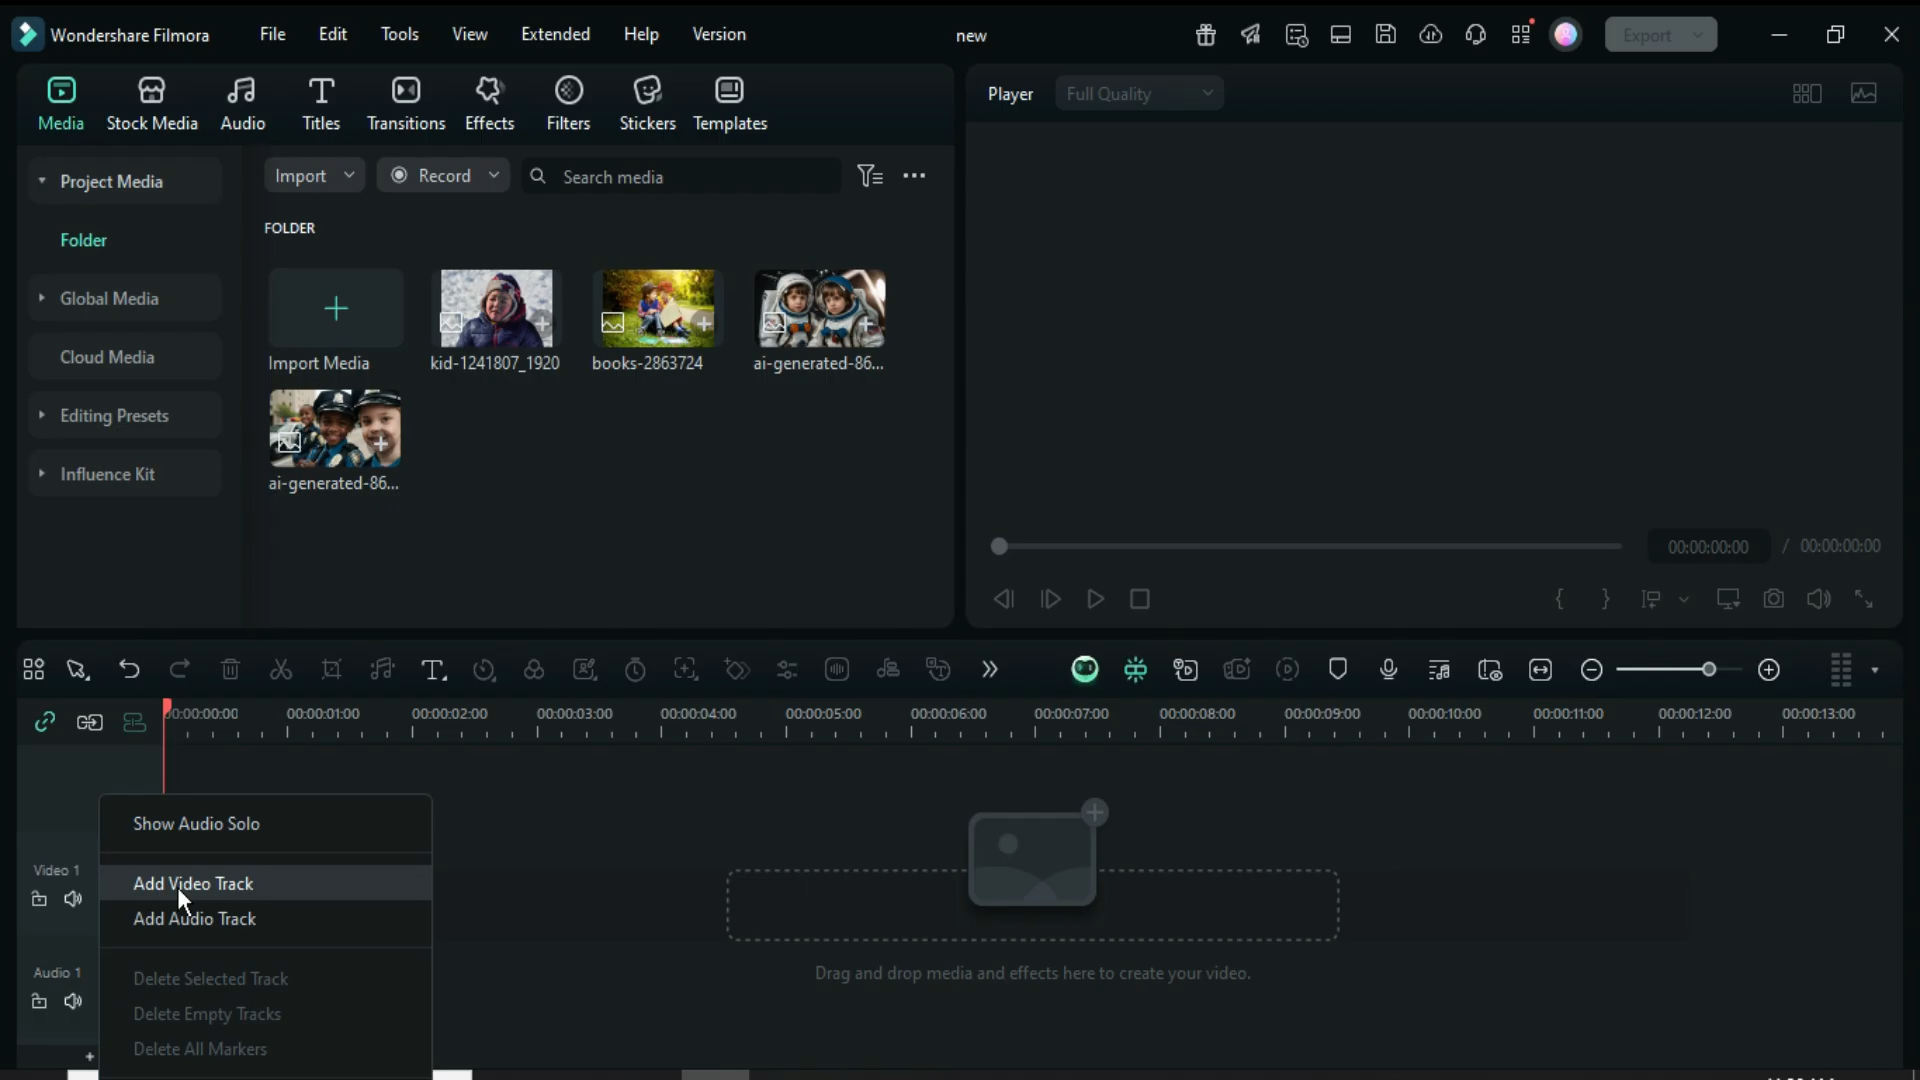 Wondershare Filmora File Edit Tools View Extended Help Version new Export
Media Stock Media Audio Titles Transitions Effects Filters Stickers Templates
Player Full Quality
Project Media
Folder
Global Media
Cloud Media
Editing Presets
Influence Kit
Import Record Search media
FOLDER
Import Media kid-1241807_1920 books-2863724 ai-generated-86...
ai-generated-86...
00:00:00:00 / 00:00:00:00
00:00:00:00 00:00:01:00 00:00:02:00 00:00:03:00 00:00:04:00 00:00:05:00 00:00:06:00 00:00:07:00 00:00:08:00 00:00:09:00 00:00:10:00 00:00:11:00 00:00:12:00 00:00:13:00
Show Audio Solo
Video 1
Add Video Track
Add Audio Track
Audio 1
Delete Selected Track
Delete Empty Tracks
Delete All Markers
Drag and drop media and effects here to create your video.